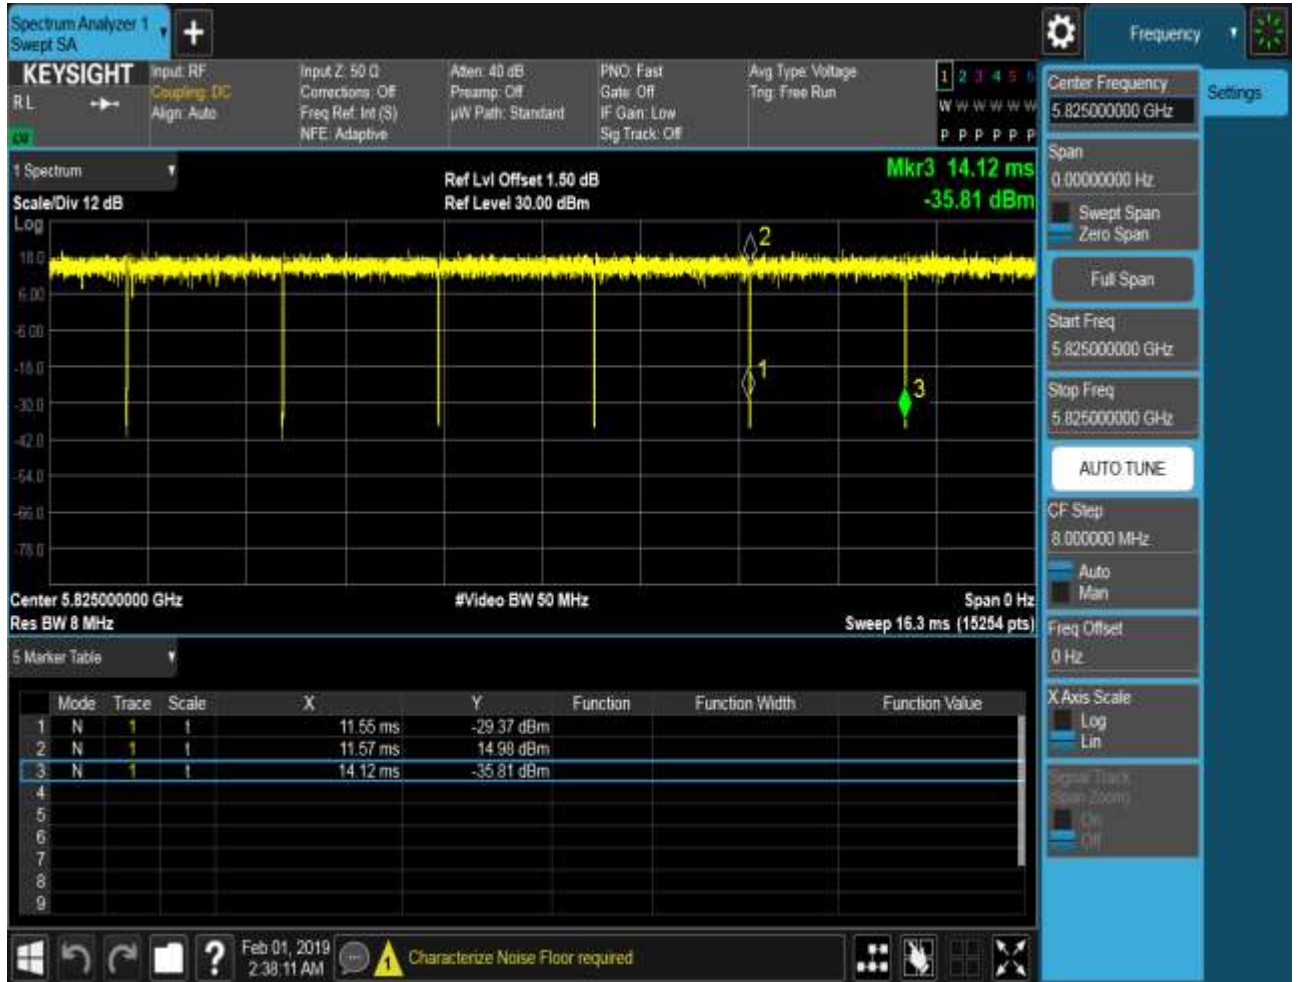 Spectrum Analyzer 1
Swept SA
+
Frequency
KEYSIGHT
RL
Input: RF
Coupling: DC
Align: Auto
Input Z: 50 Ω
Corrections: Off
Freq Ref: Int (S)
NFE: Adaptive
Atten: 40 dB
Preamp: Off
µW Path: Standard
PNO: Fast
Gate: Off
IF Gain: Low
Sig Track: Off
Avg Type: Voltage
Trig: Free Run
1 2 3 4 5 6
W W W W W W
P P P P P P
1 Spectrum
Scale/Div 12 dB
Ref Lvl Offset 1.50 dB
Ref Level 30.00 dBm
Mkr3 14.12 ms
-35.81 dBm
Log
18.0
6.00
-6.00
-18.0
-30.0
-42.0
-54.0
-66.0
-78.0
2
1
3
Center 5.825000000 GHz
Res BW 8 MHz
#Video BW 50 MHz
Span 0 Hz
Sweep 16.3 ms (15254 pts)
5 Marker Table
Mode Trace Scale X Y Function Function Width Function Value
1 N 1 t 11.55 ms -29.37 dBm
2 N 1 t 11.57 ms 14.98 dBm
3 N 1 t 14.12 ms -35.81 dBm
4
5
6
7
8
9
Center Frequency
5.825000000 GHz
Settings
Span
0.00000000 Hz
Swept Span
Zero Span
Full Span
Start Freq
5.825000000 GHz
Stop Freq
5.825000000 GHz
AUTO TUNE
CF Step
8.000000 MHz
Auto
Man
Freq Offset
0 Hz
X Axis Scale
Log
Lin
Signal Track
(Span Zoom)
On
Off
?
Feb 01, 2019
2:38:11 AM
1
Characterize Noise Floor required